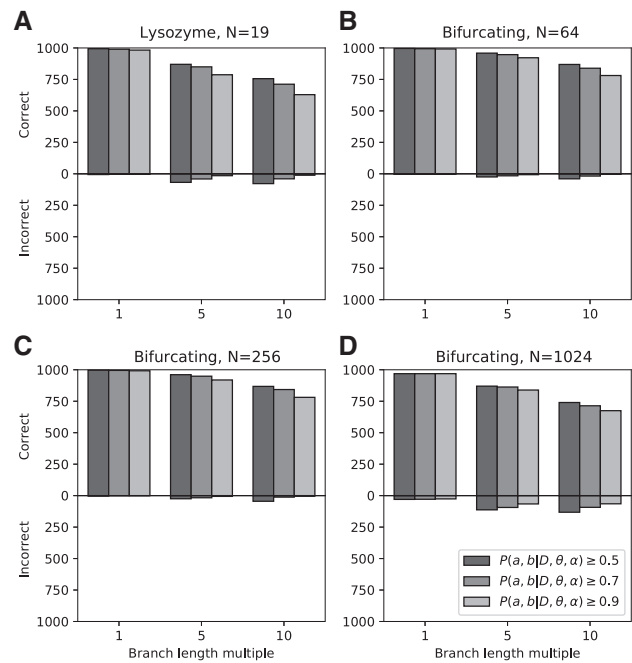 A
Lysozyme, N=19
1000
750
500
250
0
250
500
750
1000
Correct
Incorrect
1 5 10
B
Bifurcating, N=64
1000
750
500
250
0
250
500
750
1000
1 5 10
C
Bifurcating, N=256
1000
750
500
250
0
250
500
750
1000
Correct
Incorrect
1 5 10
Branch length multiple
D
Bifurcating, N=1024
1000
750
500
250
0
250
500
750
1000
P(a, b|D, θ, α) ≥ 0.5
P(a, b|D, θ, α) ≥ 0.7
P(a, b|D, θ, α) ≥ 0.9
1 5 10
Branch length multiple